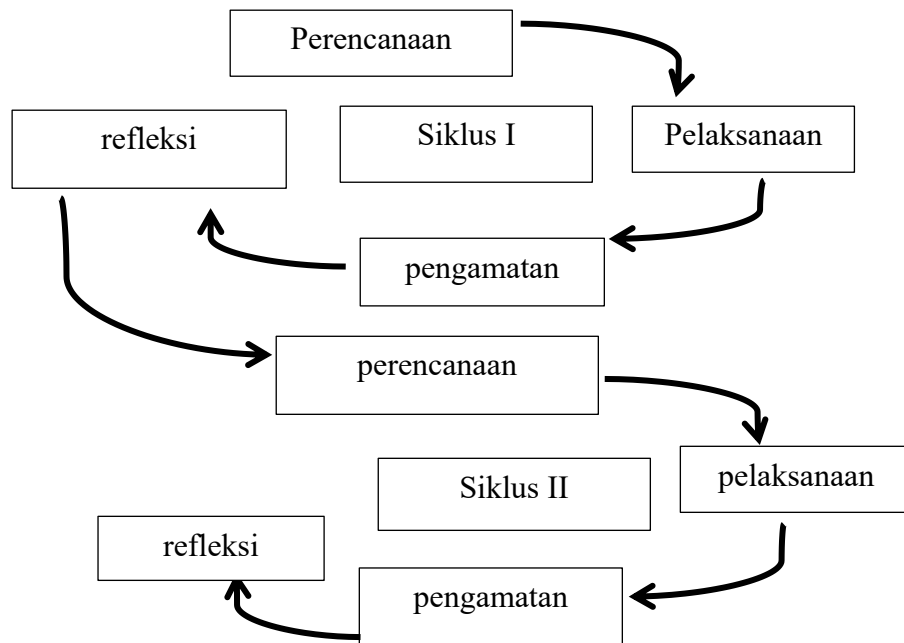 Perencanaan
refleksi
Siklus I
Pelaksanaan
pengamatan
perencanaan
pelaksanaan
Siklus II
refleksi
pengamatan